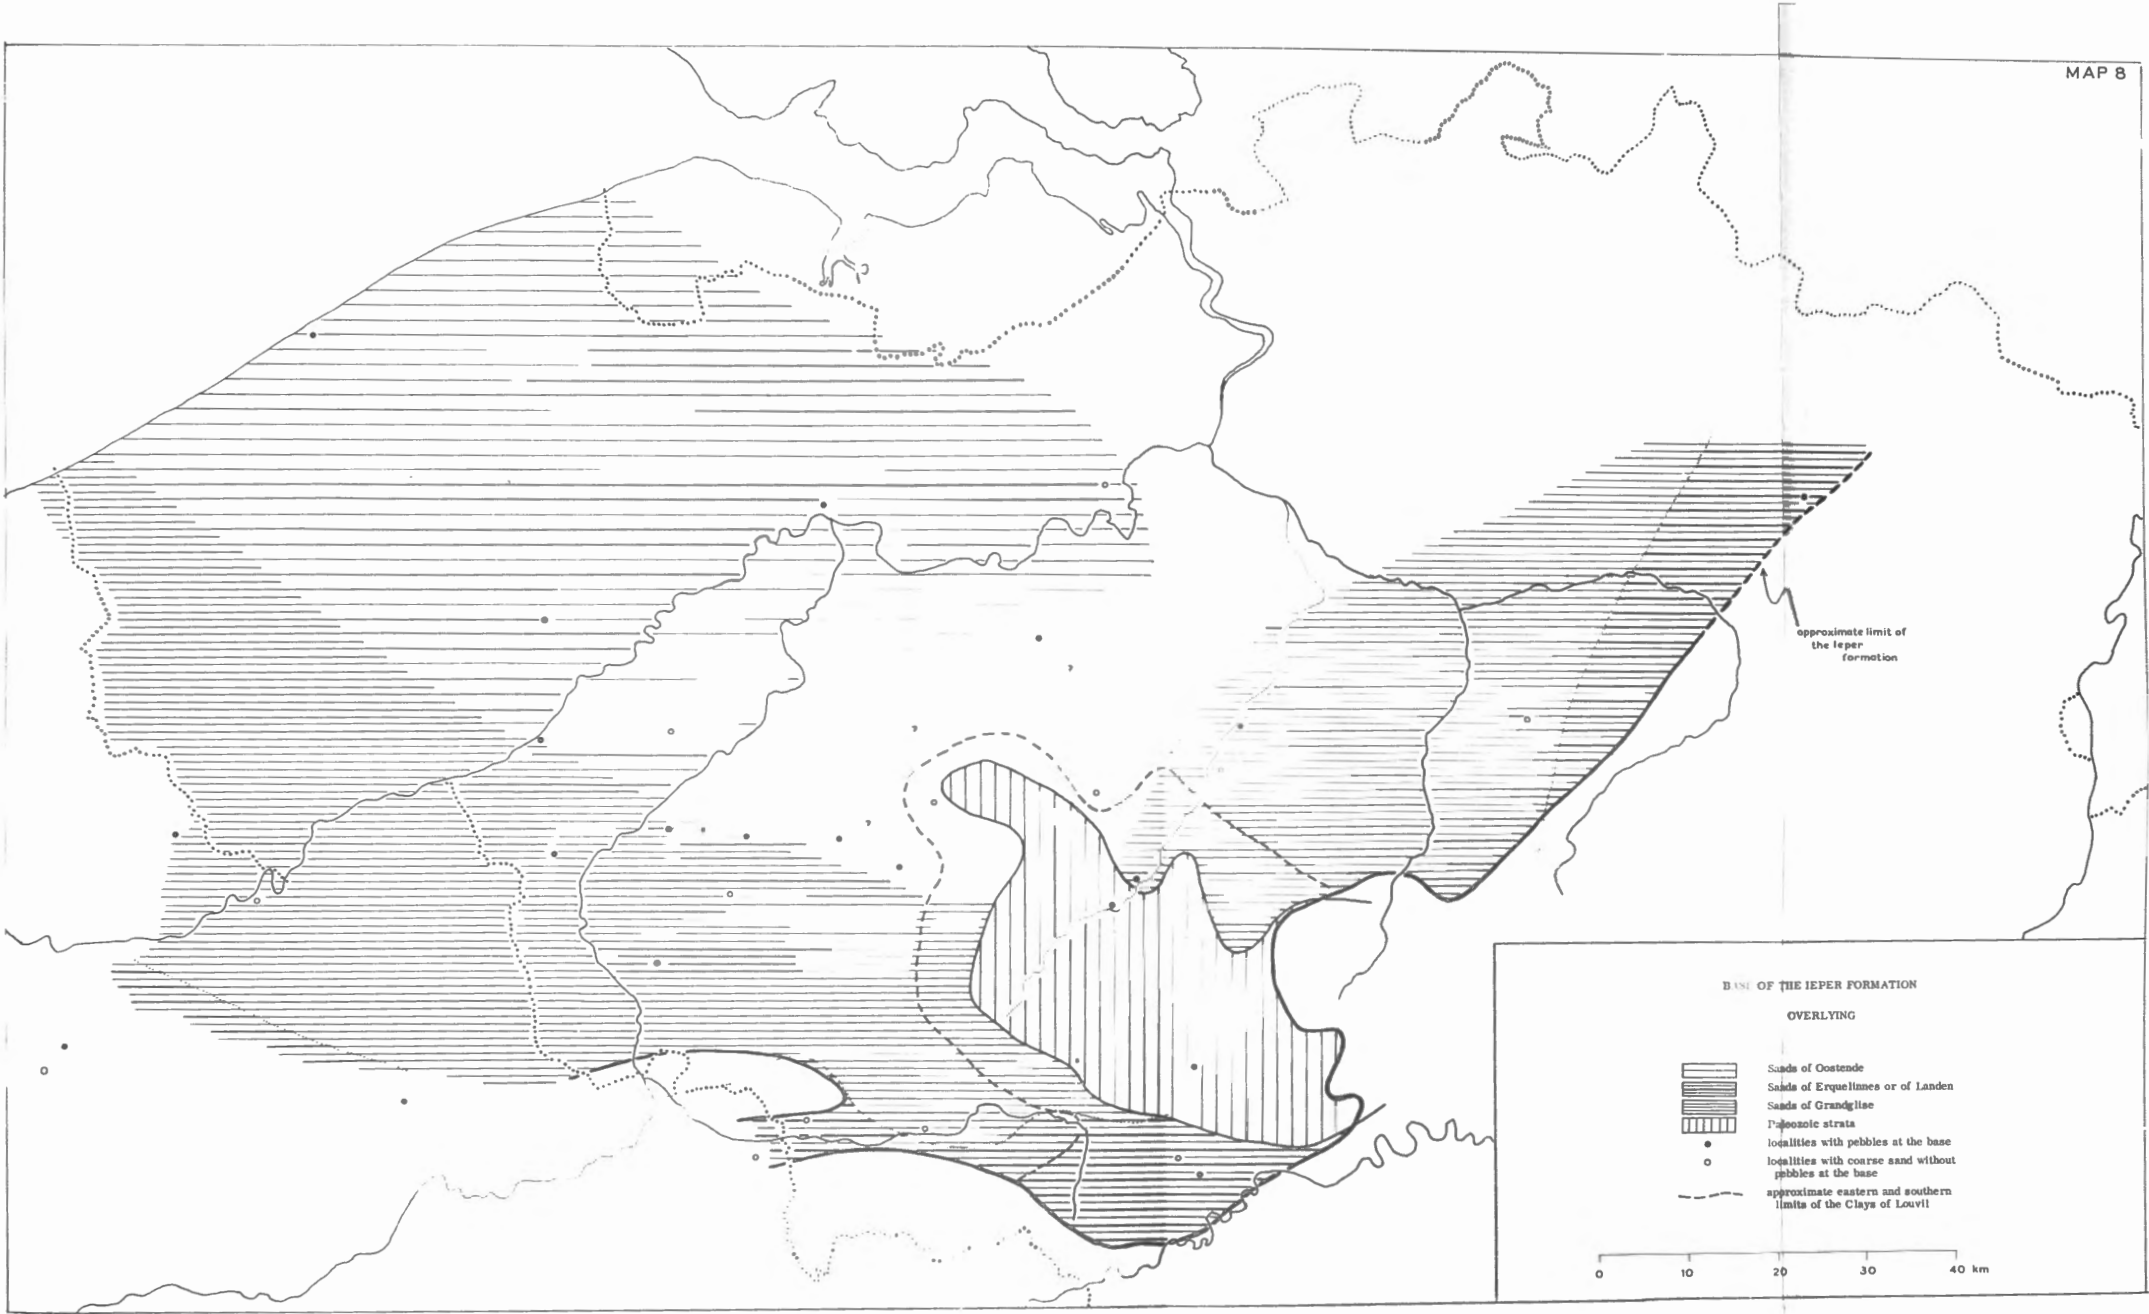 MAP 8
?
?
?
approximate limit of
the Ieper
formation
BASE OF THE IEPER FORMATION
OVERLYING
Sands of Oostende
Sands of Erquelinnes or of Landen
Sands of Grandglise
Paleozoic strata
localities with pebbles at the base
localities with coarse sand without
pebbles at the base
approximate eastern and southern
limits of the Clays of Louvil
0 10 20 30 40 km